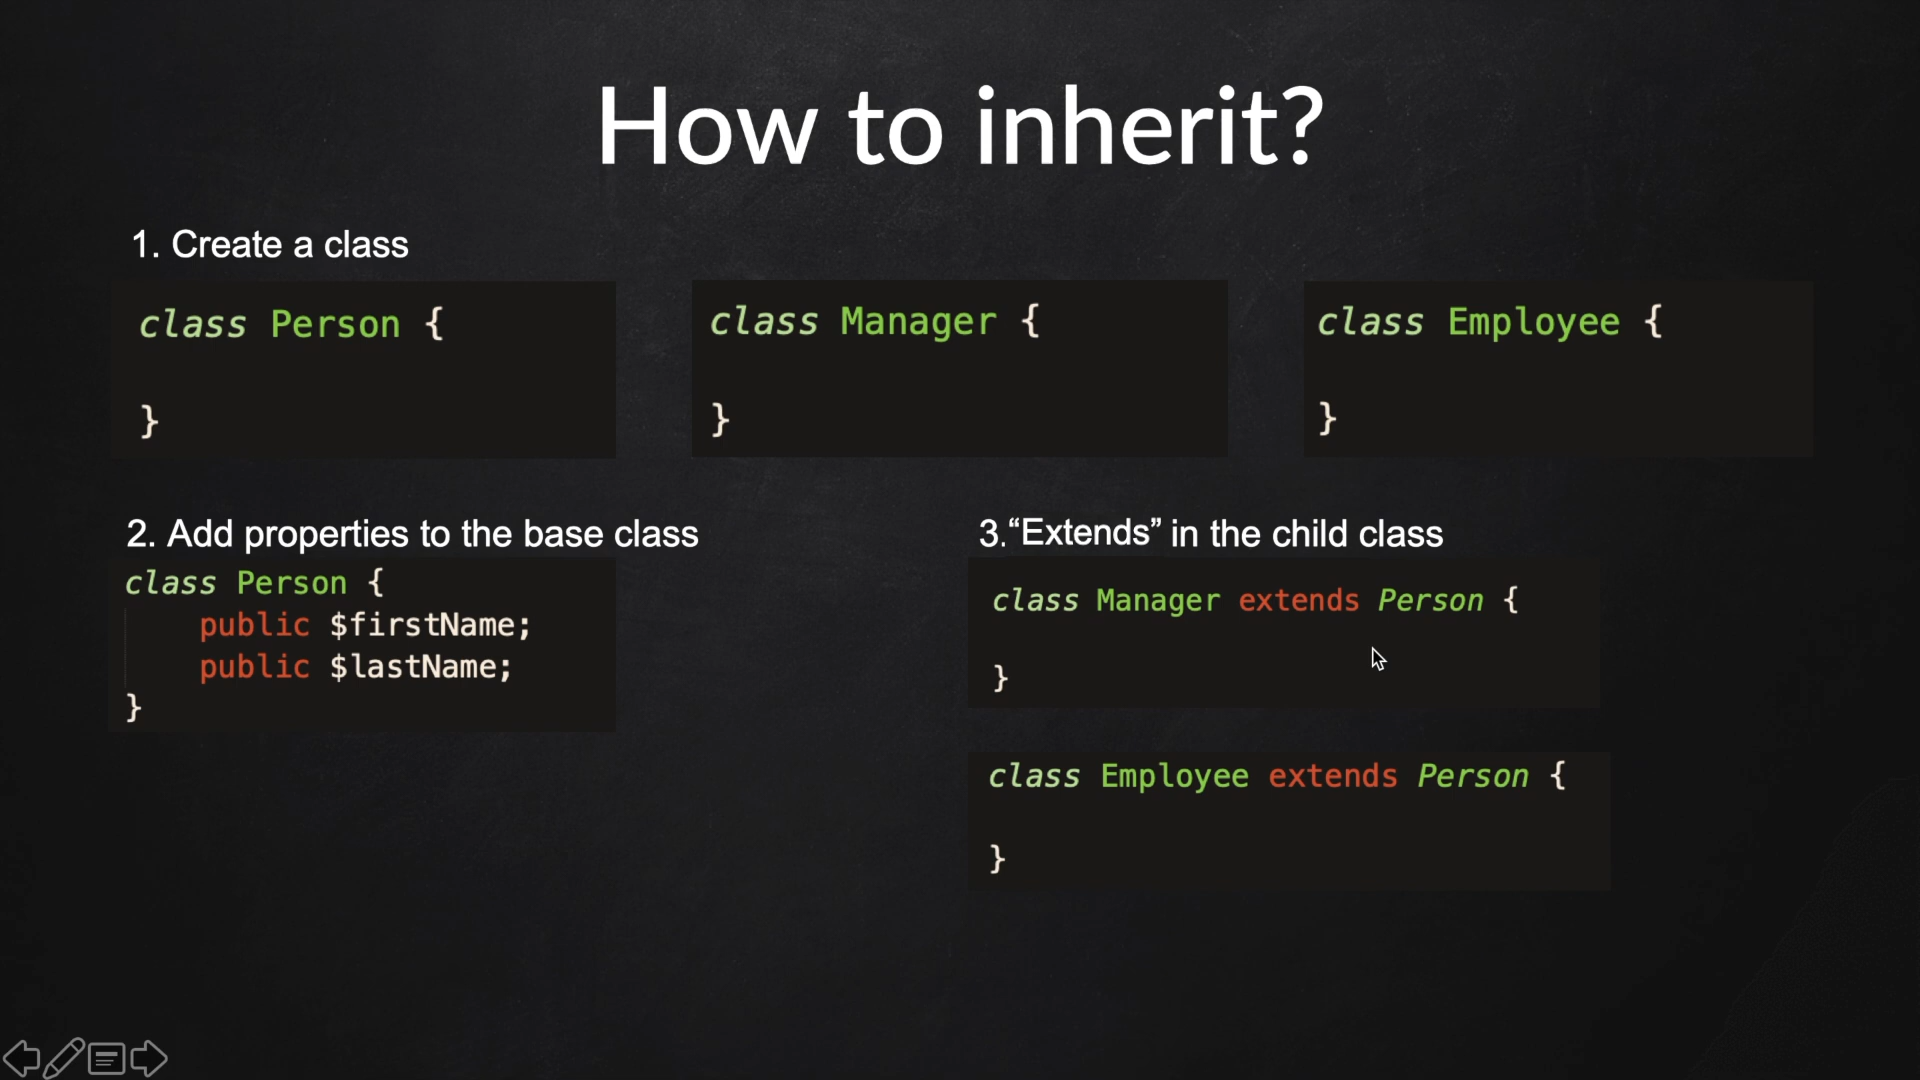 How to inherit?
1. Create a class
class Person {
}
class Manager {
}
class Employee {
}
2. Add properties to the base class
class Person {
public $firstName;
public $lastName;
}
3.“Extends” in the child class
class Manager extends Person {
}
class Employee extends Person {
}